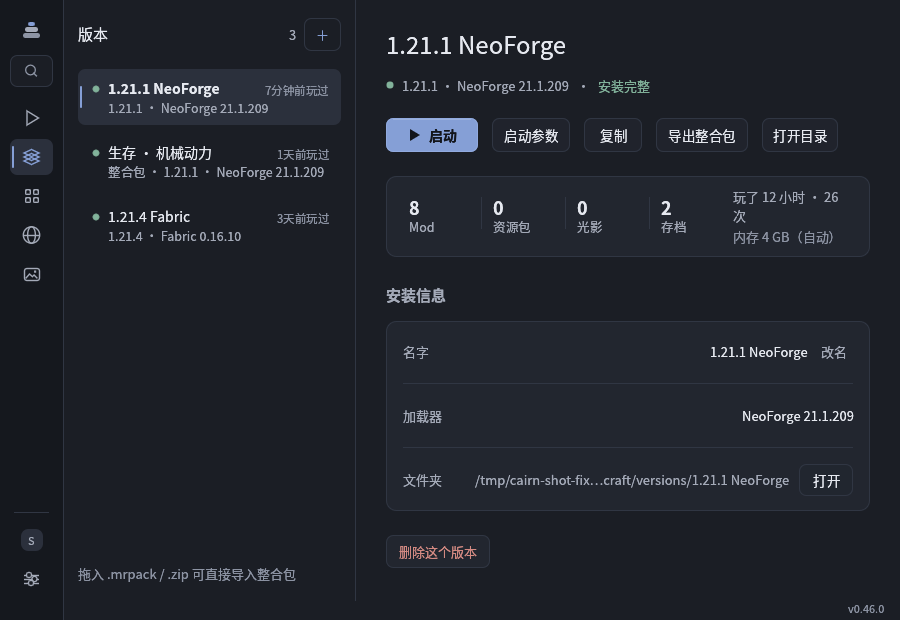 版本
3
+
1.21.1 NeoForge
7分钟前玩过
1.21.1 • NeoForge 21.1.209
生存 • 机械动力
1天前玩过
整合包 • 1.21.1 • NeoForge 21.1.209
1.21.4 Fabric
3天前玩过
1.21.4 • Fabric 0.16.10
拖入 .mrpack / .zip 可直接导入整合包
S
1.21.1 NeoForge
1.21.1 • NeoForge 21.1.209 • 安装完整
启动
启动参数
复制
导出整合包
打开目录
8
Mod
0
资源包
0
光影
2
存档
玩了 12 小时 • 26
次
内存 4 GB（自动）
安装信息
名字
1.21.1 NeoForge
改名
加载器
NeoForge 21.1.209
文件夹
/tmp/cairn-shot-fix…craft/versions/1.21.1 NeoForge
打开
删除这个版本
v0.46.0